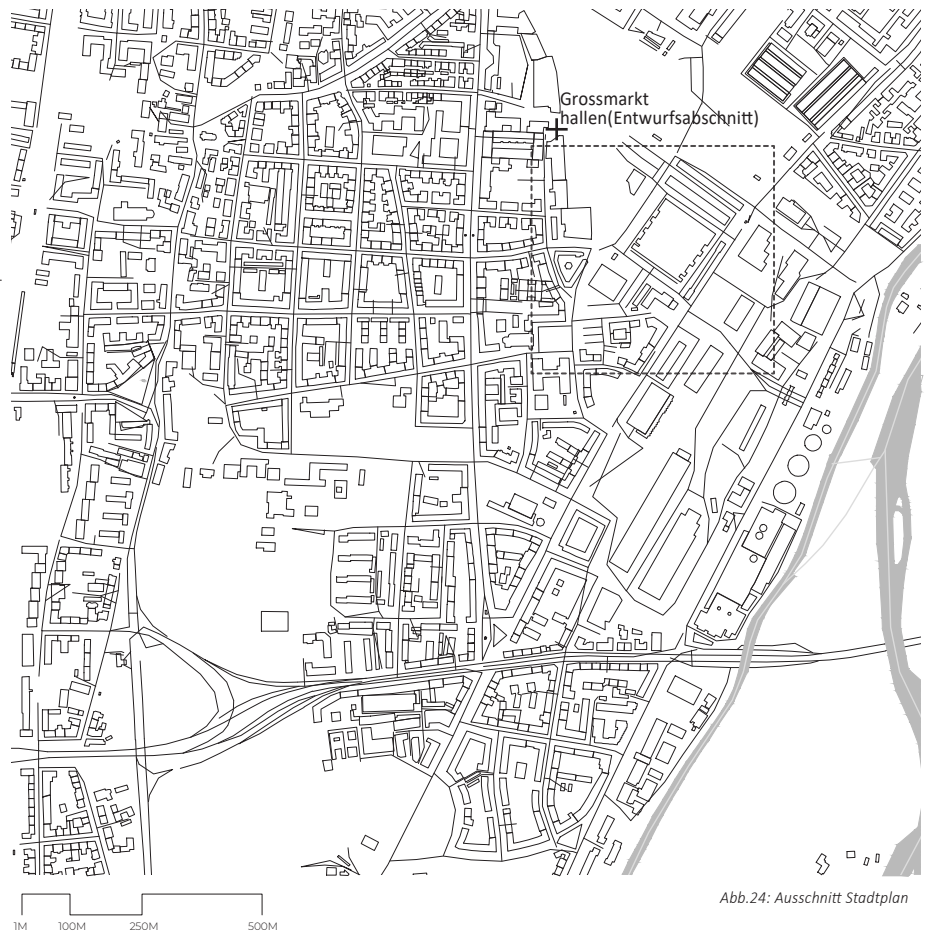 Grossmarkt
hallen(Entwurfsabschnitt)
Abb.24: Ausschnitt Stadtplan
1M 100M 250M 500M